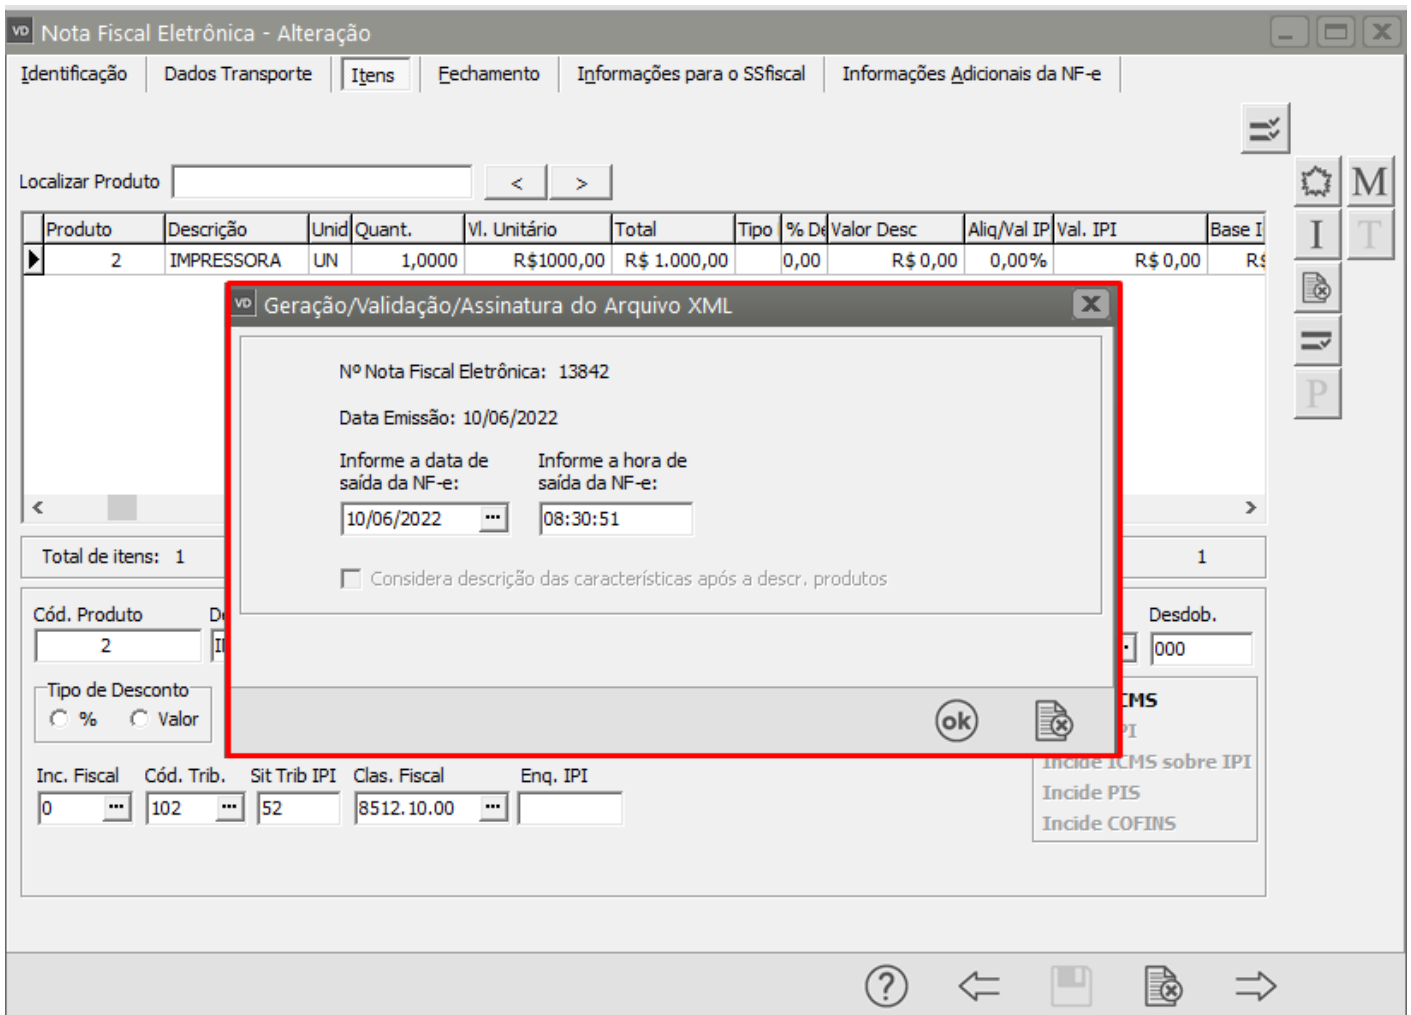 VD Nota Fiscal Eletrônica - Alteração
Identificação Dados Transporte Itens Fechamento Informações para o SSfiscal Informações Adicionais da NF-e
Localizar Produto < >
M
I T
P
Produto Descrição Unid Quant. Vl. Unitário Total Tipo % De Valor Desc Aliq/Val IP Val. IPI Base I
2 IMPRESSORA UN 1,0000 R$1000,00 R$ 1.000,00 0,00 R$ 0,00 0,00% R$ 0,00 R$
VD Geração/Validação/Assinatura do Arquivo XML
Nº Nota Fiscal Eletrônica: 13842
Data Emissão: 10/06/2022
Informe a data de saída da NF-e:
Informe a hora de saída da NF-e:
10/06/2022 ... 08:30:51
Considera descrição das características após a descr. produtos
ok
Total de itens: 1 1
Cód. Produto Desdob.
2 000
Tipo de Desconto
% Valor
Inc. Fiscal Cód. Trib. Sit Trib IPI Clas. Fiscal Enq. IPI
0 ... 102 ... 52 8512.10.00 ...
Incide ICMS sobre IPI
Incide PIS
Incide COFINS
?